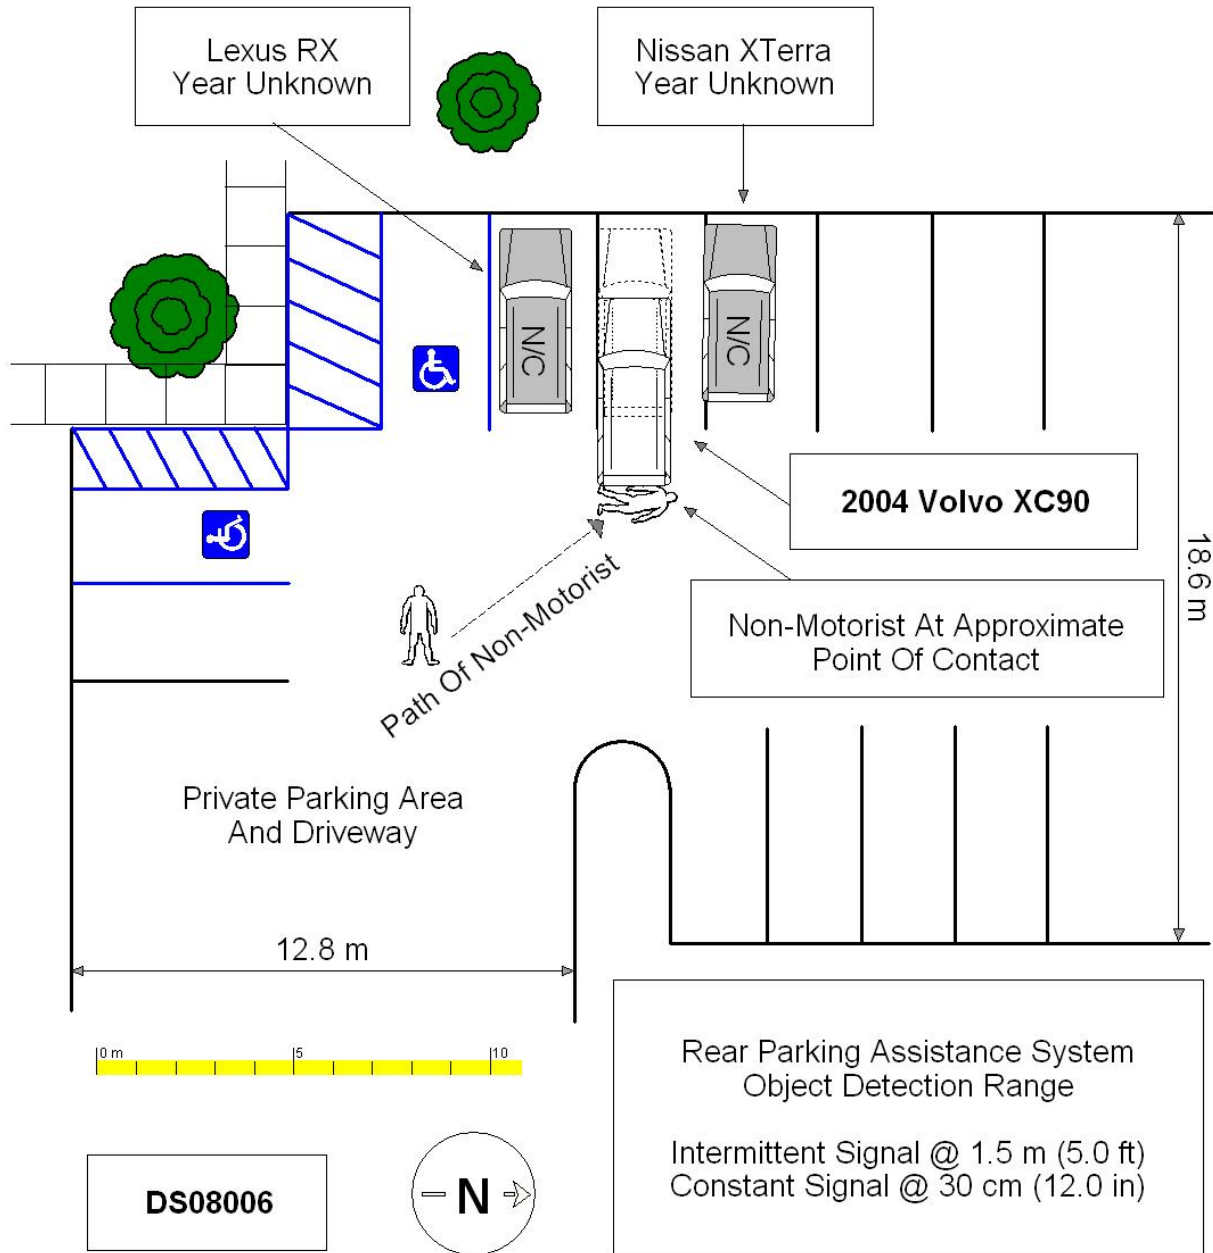 Lexus RX
Year Unknown
Nissan XTerra
Year Unknown
N/C
N/C
2004 Volvo XC90
18.6 m
Non-Motorist At Approximate
Point Of Contact
Path Of Non-Motorist
Private Parking Area
And Driveway
12.8 m
0 m
5
10
Rear Parking Assistance System
Object Detection Range
Intermittent Signal @ 1.5 m (5.0 ft)
Constant Signal @ 30 cm (12.0 in)
DS08006
N